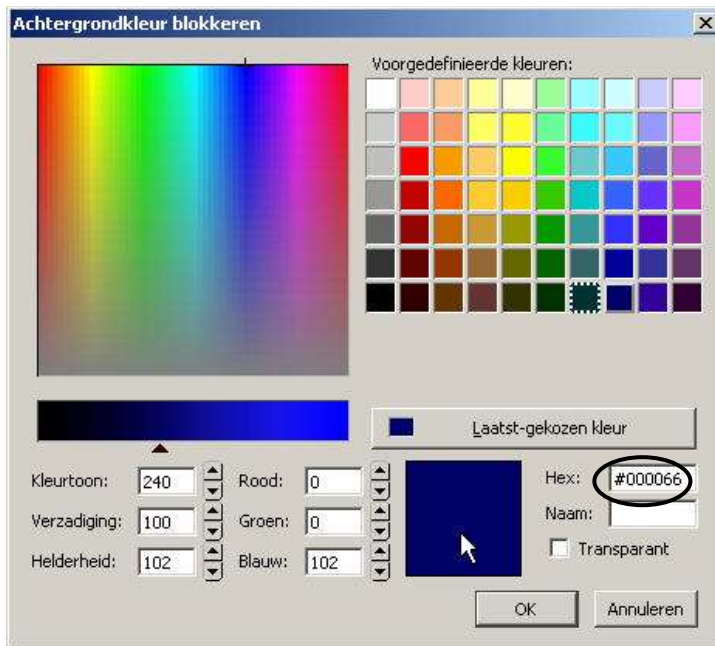 Achtergrondkleur blokkeren
Voorgedefinieerde kleuren:
Laatst-gekozen kleur
Kleurtoon: 240 Rood: 0 Hex: #000066
Verzadiging: 100 Groen: 0 Naam:
Helderheid: 102 Blauw: 102 Transparant
OK Annuleren